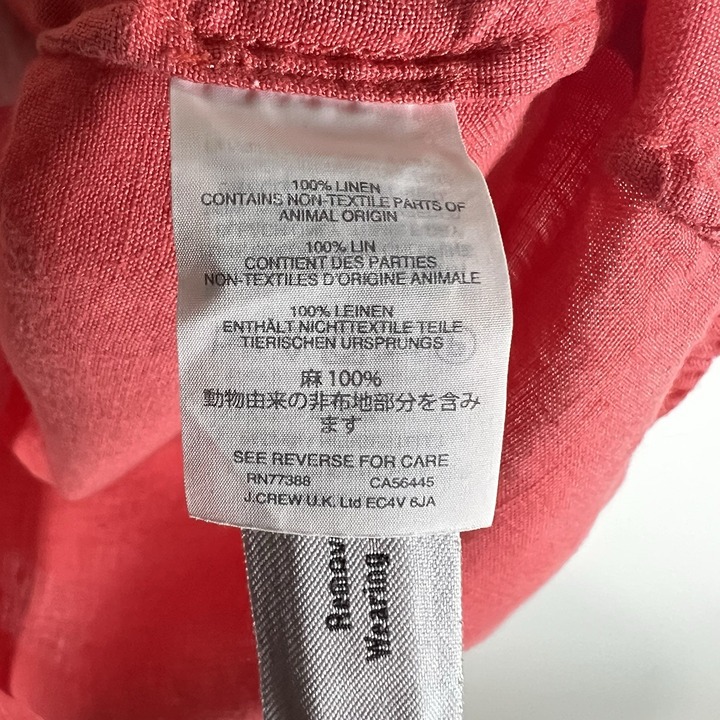 100% LINEN
CONTAINS NON-TEXTILE PARTS OF
ANIMAL ORIGIN
100% LIN
CONTIENT DES PARTIES
NON-TEXTILES D'ORIGINE ANIMALE
100% LEINEN
ENTHÄLT NICHTTEXTILE TEILE
TIERISCHEN URSPRUNGS
麻 100%
動物由来の非布地部分を含み
ます
SEE REVERSE FOR CARE
RN77388 CA56445
J.CREW U.K. Ltd EC4V 6JA
Wearing